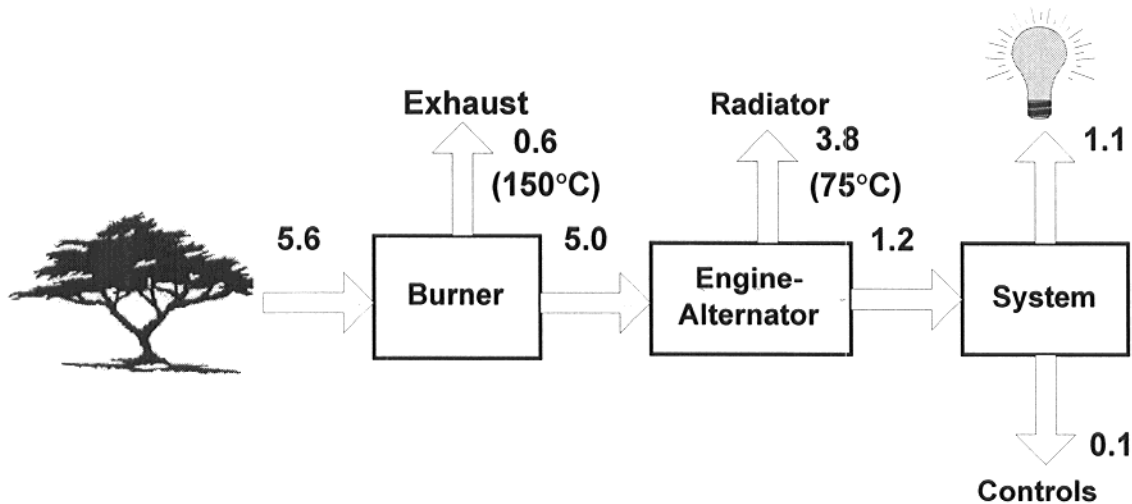 Exhaust
0.6
(150°C)
Radiator
3.8
(75°C)
1.1
5.6
Burner
5.0
Engine-
Alternator
1.2
System
0.1
Controls